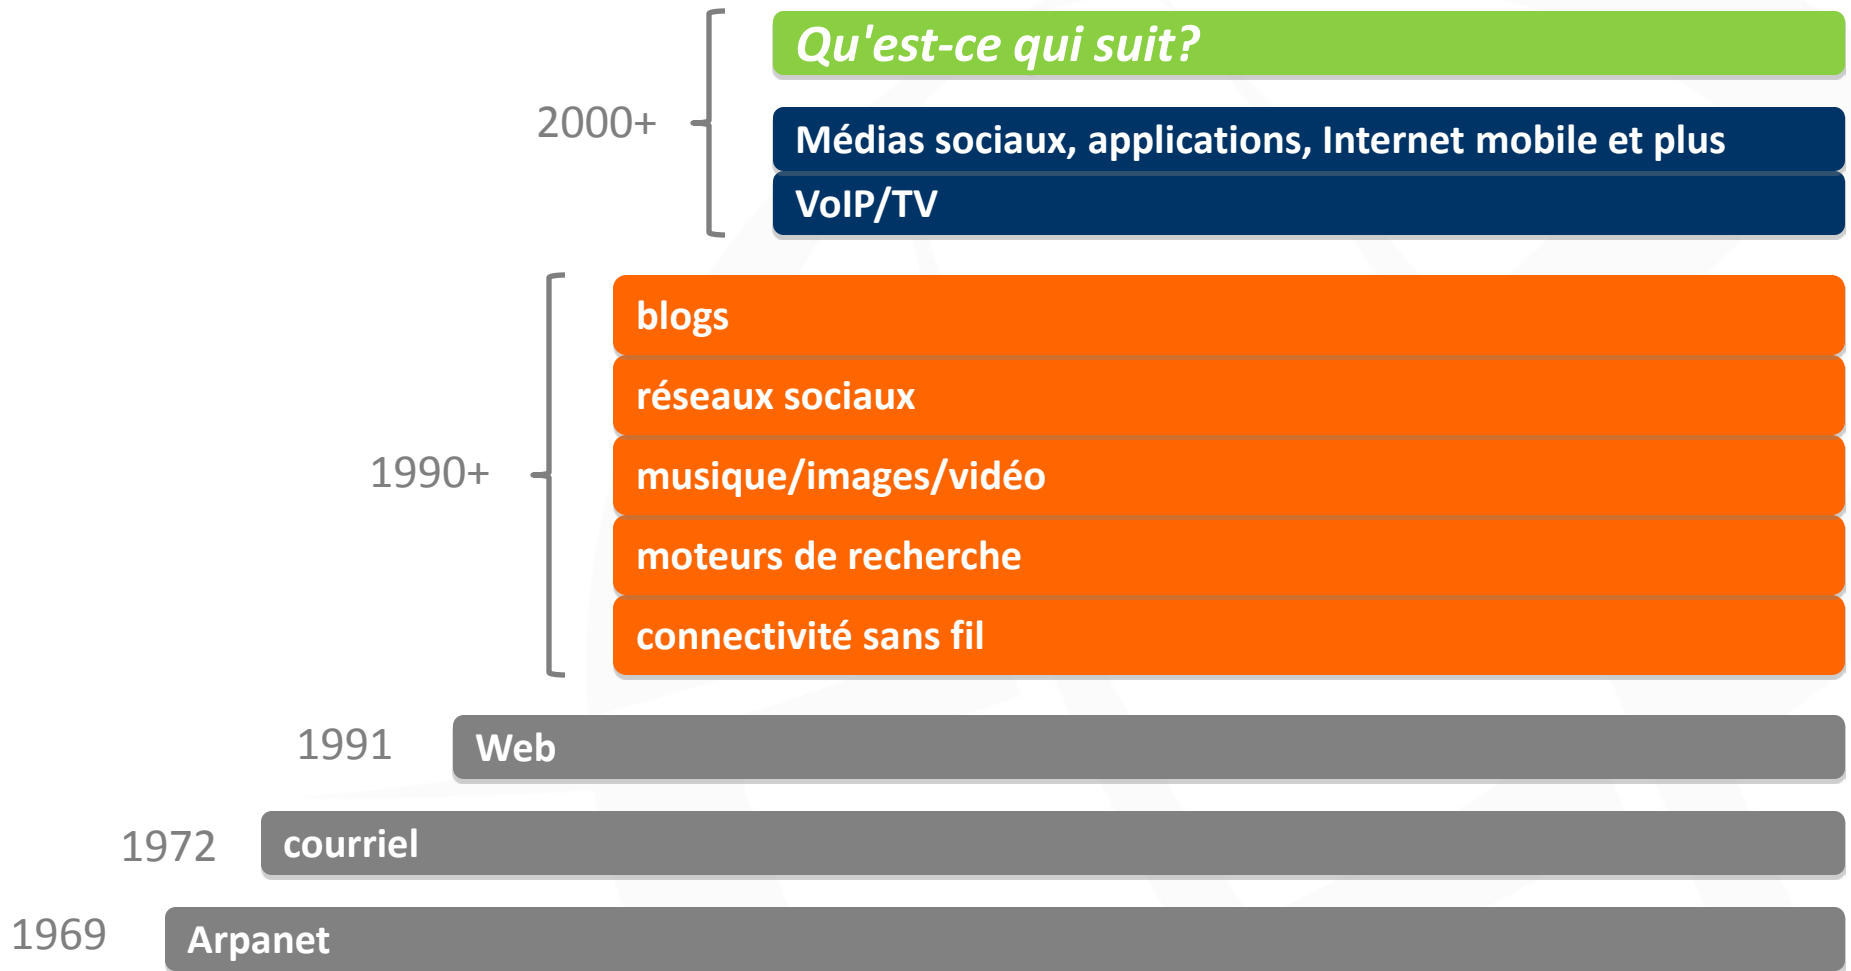 Qu'est-ce qui suit?
2000+
Médias sociaux, applications, Internet mobile et plus
VoIP/TV
blogs
réseaux sociaux
1990+
musique/images/vidéo
moteurs de recherche
connectivité sans fil
1991
Web
1972
courriel
1969
Arpanet